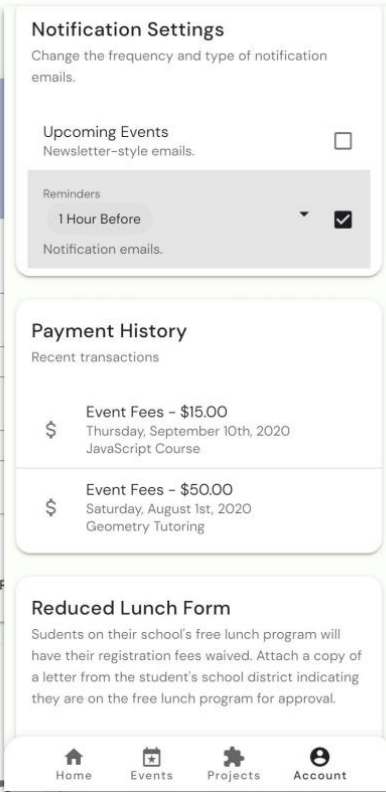 Notification Settings
Change the frequency and type of notification
emails.
Upcoming Events
Newsletter-style emails.
Reminders
1 Hour Before
Notification emails.
Payment History
Recent transactions
$
Event Fees - $15.00
Thursday, September 10th, 2020
JavaScript Course
$
Event Fees - $50.00
Saturday, August 1st, 2020
Geometry Tutoring
Reduced Lunch Form
Sudents on their school's free lunch program will
have their registration fees waived. Attach a copy of
a letter from the student's school district indicating
they are on the free lunch program for approval.
Home Events Projects Account